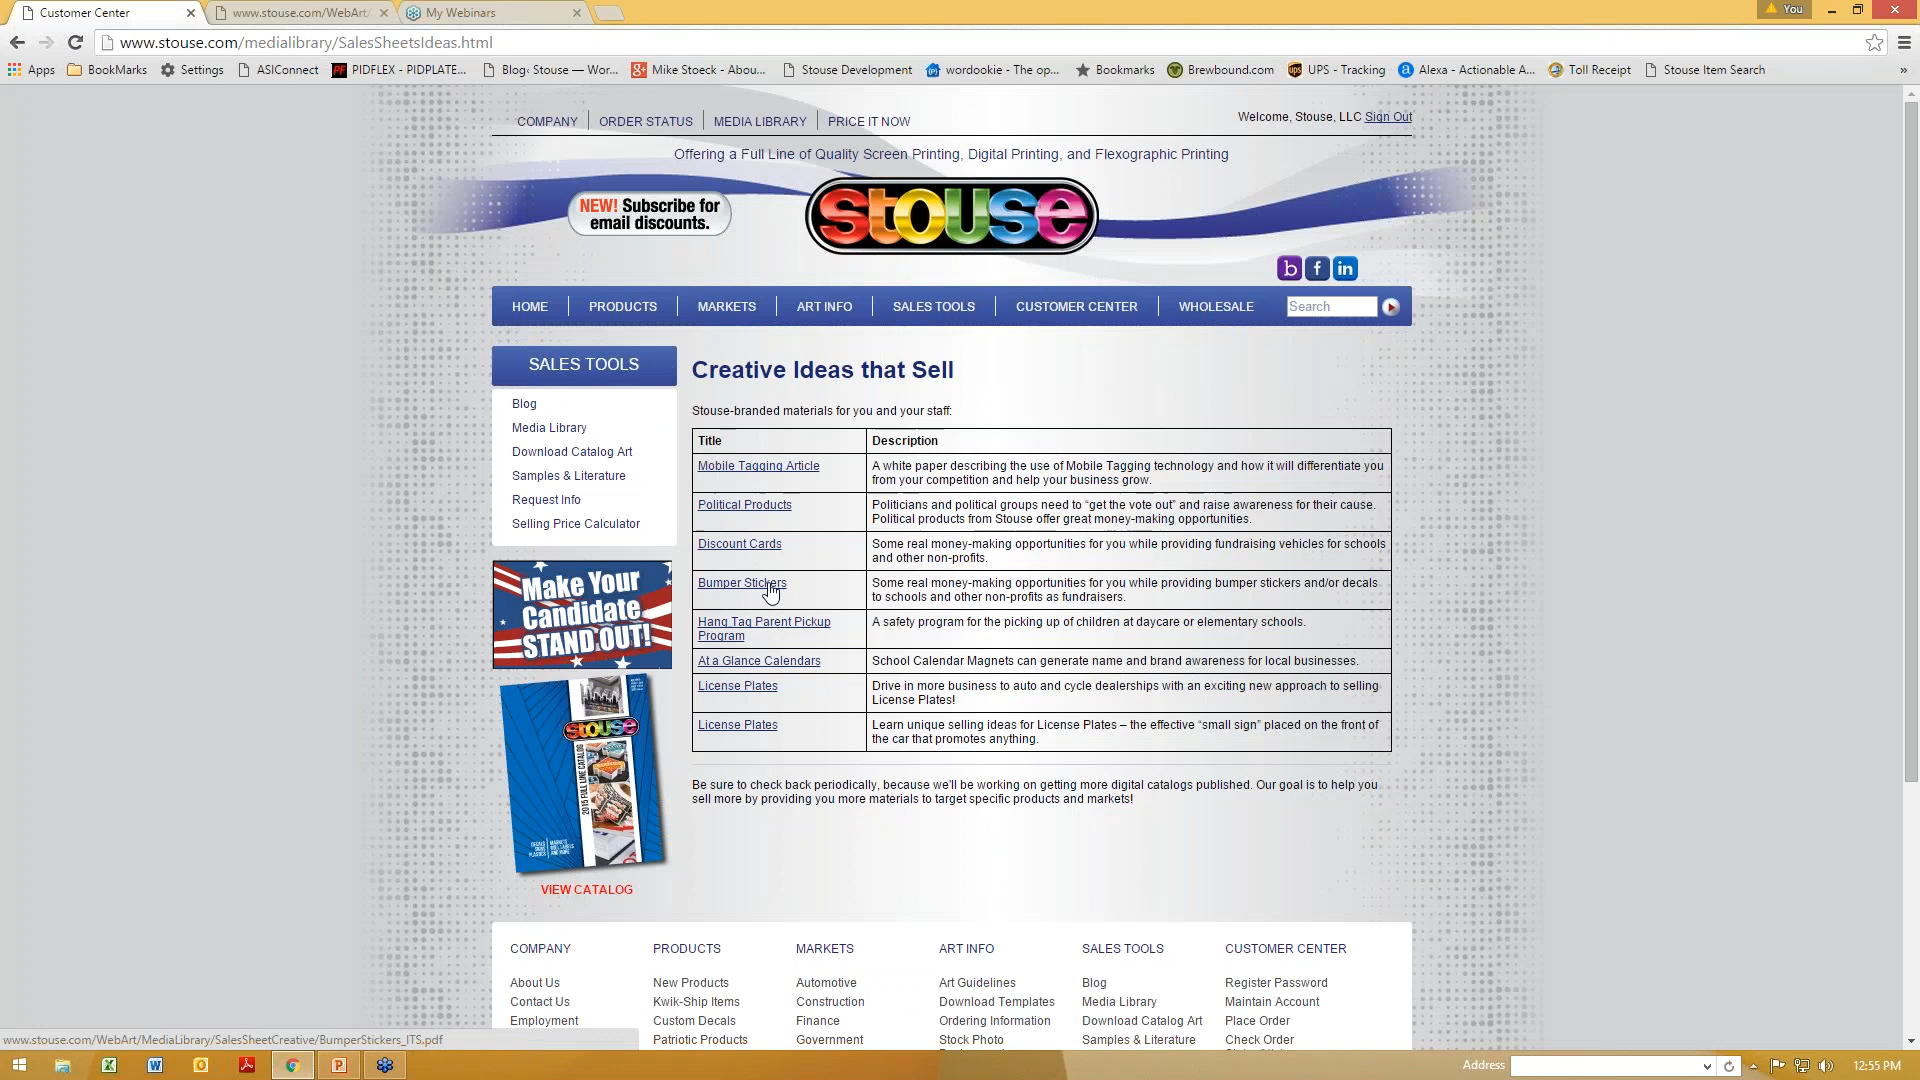 Customer Center
www.stouse.com/WebArt/
My Webinars
You
www.stouse.com/medialibrary/SalesSheetsIdeas.html
Apps
BookMarks
Settings
ASIConnect
PIDFLEX - PIDPLATE...
Blog‹ Stouse — Wor...
Mike Stoeck - Abou...
Stouse Development
wordookie - The op...
Bookmarks
Brewbound.com
UPS - Tracking
Alexa - Actionable A...
Toll Receipt
Stouse Item Search
»
COMPANY
ORDER STATUS
MEDIA LIBRARY
PRICE IT NOW
Welcome, Stouse, LLC Sign Out
Offering a Full Line of Quality Screen Printing, Digital Printing, and Flexographic Printing
NEW! Subscribe for
email discounts.
stouse
b f in
HOME
PRODUCTS
MARKETS
ART INFO
SALES TOOLS
CUSTOMER CENTER
WHOLESALE
Search
SALES TOOLS
Blog
Media Library
Download Catalog Art
Samples & Literature
Request Info
Selling Price Calculator
Make Your
Candidate
STAND OUT!
stouse
2015 FULL LINE CATALOG
VIEW CATALOG
Creative Ideas that Sell
Stouse-branded materials for you and your staff:
Title
Description
Mobile Tagging Article
A white paper describing the use of Mobile Tagging technology and how it will differentiate you
from your competition and help your business grow.
Political Products
Politicians and political groups need to “get the vote out” and raise awareness for their cause.
Political products from Stouse offer great money-making opportunities.
Discount Cards
Some real money-making opportunities for you while providing fundraising vehicles for schools
and other non-profits.
Bumper Stickers
Some real money-making opportunities for you while providing bumper stickers and/or decals
to schools and other non-profits as fundraisers.
Hang Tag Parent Pickup
Program
A safety program for the picking up of children at daycare or elementary schools.
At a Glance Calendars
School Calendar Magnets can generate name and brand awareness for local businesses.
License Plates
Drive in more business to auto and cycle dealerships with an exciting new approach to selling
License Plates!
License Plates
Learn unique selling ideas for License Plates – the effective “small sign” placed on the front of
the car that promotes anything.
Be sure to check back periodically, because we'll be working on getting more digital catalogs published. Our goal is to help you
sell more by providing you more materials to target specific products and markets!
COMPANY
About Us
Contact Us
Employment
PRODUCTS
New Products
Kwik-Ship Items
Custom Decals
Patriotic Products
MARKETS
Automotive
Construction
Finance
Government
ART INFO
Art Guidelines
Download Templates
Ordering Information
Stock Photo
SALES TOOLS
Blog
Media Library
Download Catalog Art
Samples & Literature
CUSTOMER CENTER
Register Password
Maintain Account
Place Order
Check Order
www.stouse.com/WebArt/MediaLibrary/SalesSheetCreative/BumperStickers_ITS.pdf
Address
12:55 PM